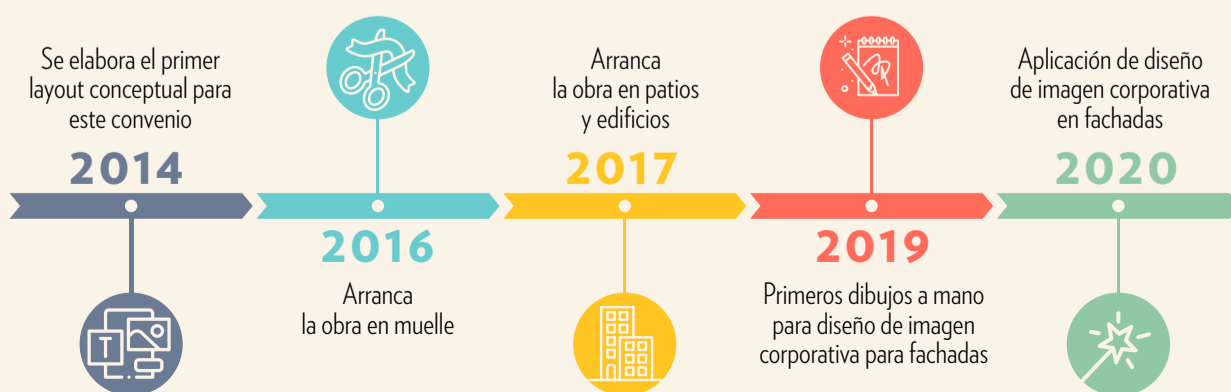 Se elabora el primer
layout conceptual para
este convenio
2014
2016
Arranca
la obra en muelle
Arranca
la obra en patios
y edificios
2017
2019
Primeros dibujos a mano
para diseño de imagen
corporativa para fachadas
Aplicación de diseño
de imagen corporativa
en fachadas
2020
T